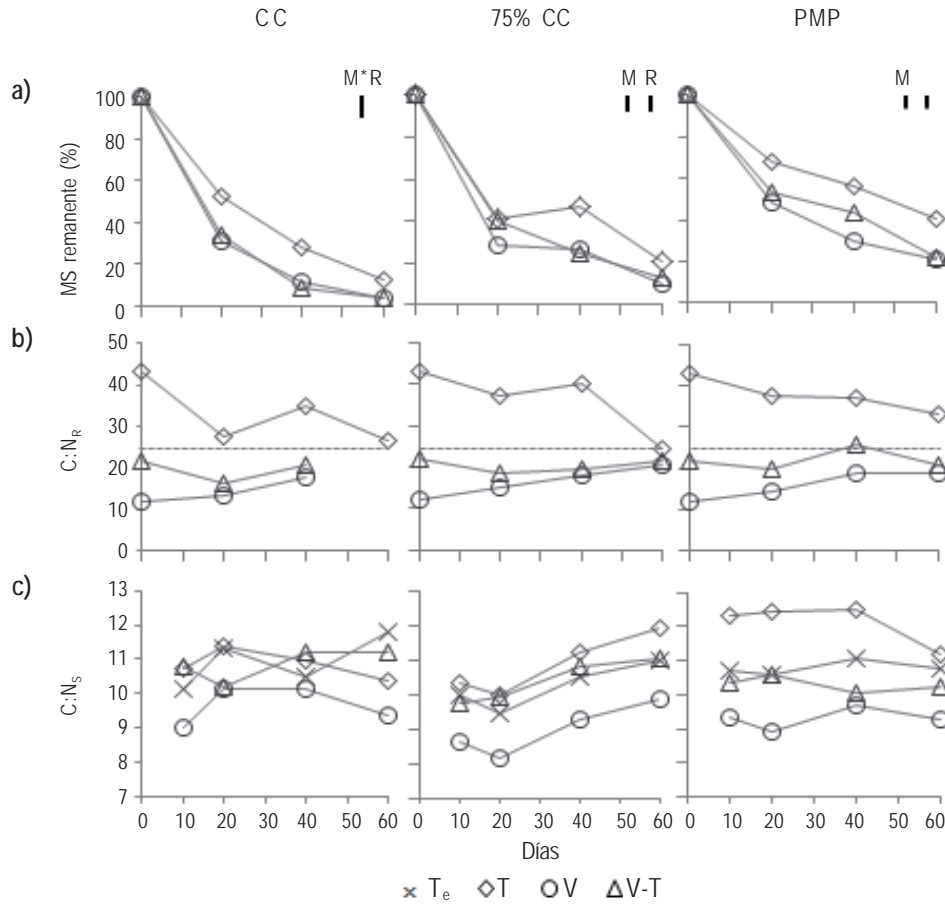 CC 75% CC PMP
a) M*R M R M
MS remanente (%)
100
80
60
40
20
0
b)
C:N_R
50
40
30
20
10
0
c)
C:N_S
13
12
11
10
9
8
7
0 10 20 30 40 50 60 0 10 20 30 40 50 60 0 10 20 30 40 50 60
Días
× T_e ◇ T ○ V △ V-T